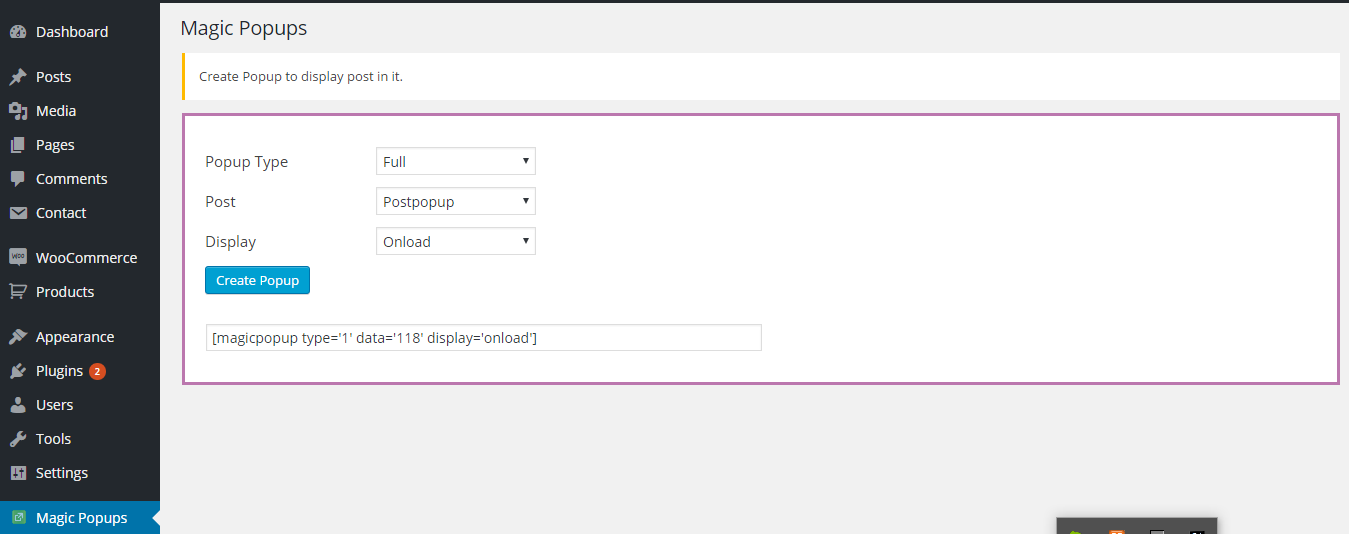 Dashboard
Posts
Media
Pages
Comments
Contact
WooCommerce
Products
Appearance
Plugins 2
Users
Tools
Settings
Magic Popups
Magic Popups
Create Popup to display post in it.
Popup Type Full
Post Postpopup
Display Onload
Create Popup
[magicpopup type='1' data='118' display='onload']